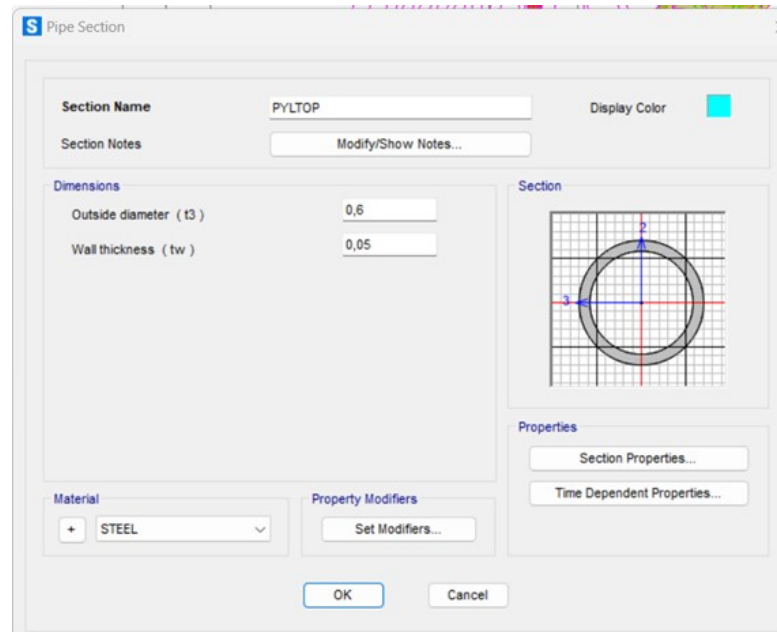 S Pipe Section
Section Name PYLTOP Display Color
Section Notes Modify/Show Notes...
Dimensions
Outside diameter ( t3 ) 0,6
Wall thickness ( tw ) 0,05
Section
2
3
Properties
Section Properties...
Time Dependent Properties...
Material
+ STEEL
Property Modifiers
Set Modifiers...
OK Cancel